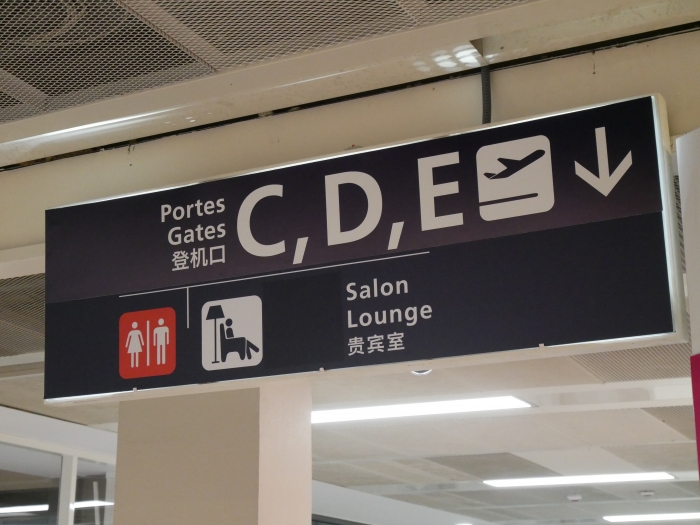 Portes
Gates
登机口
C, D, E
Salon
Lounge
贵宾室